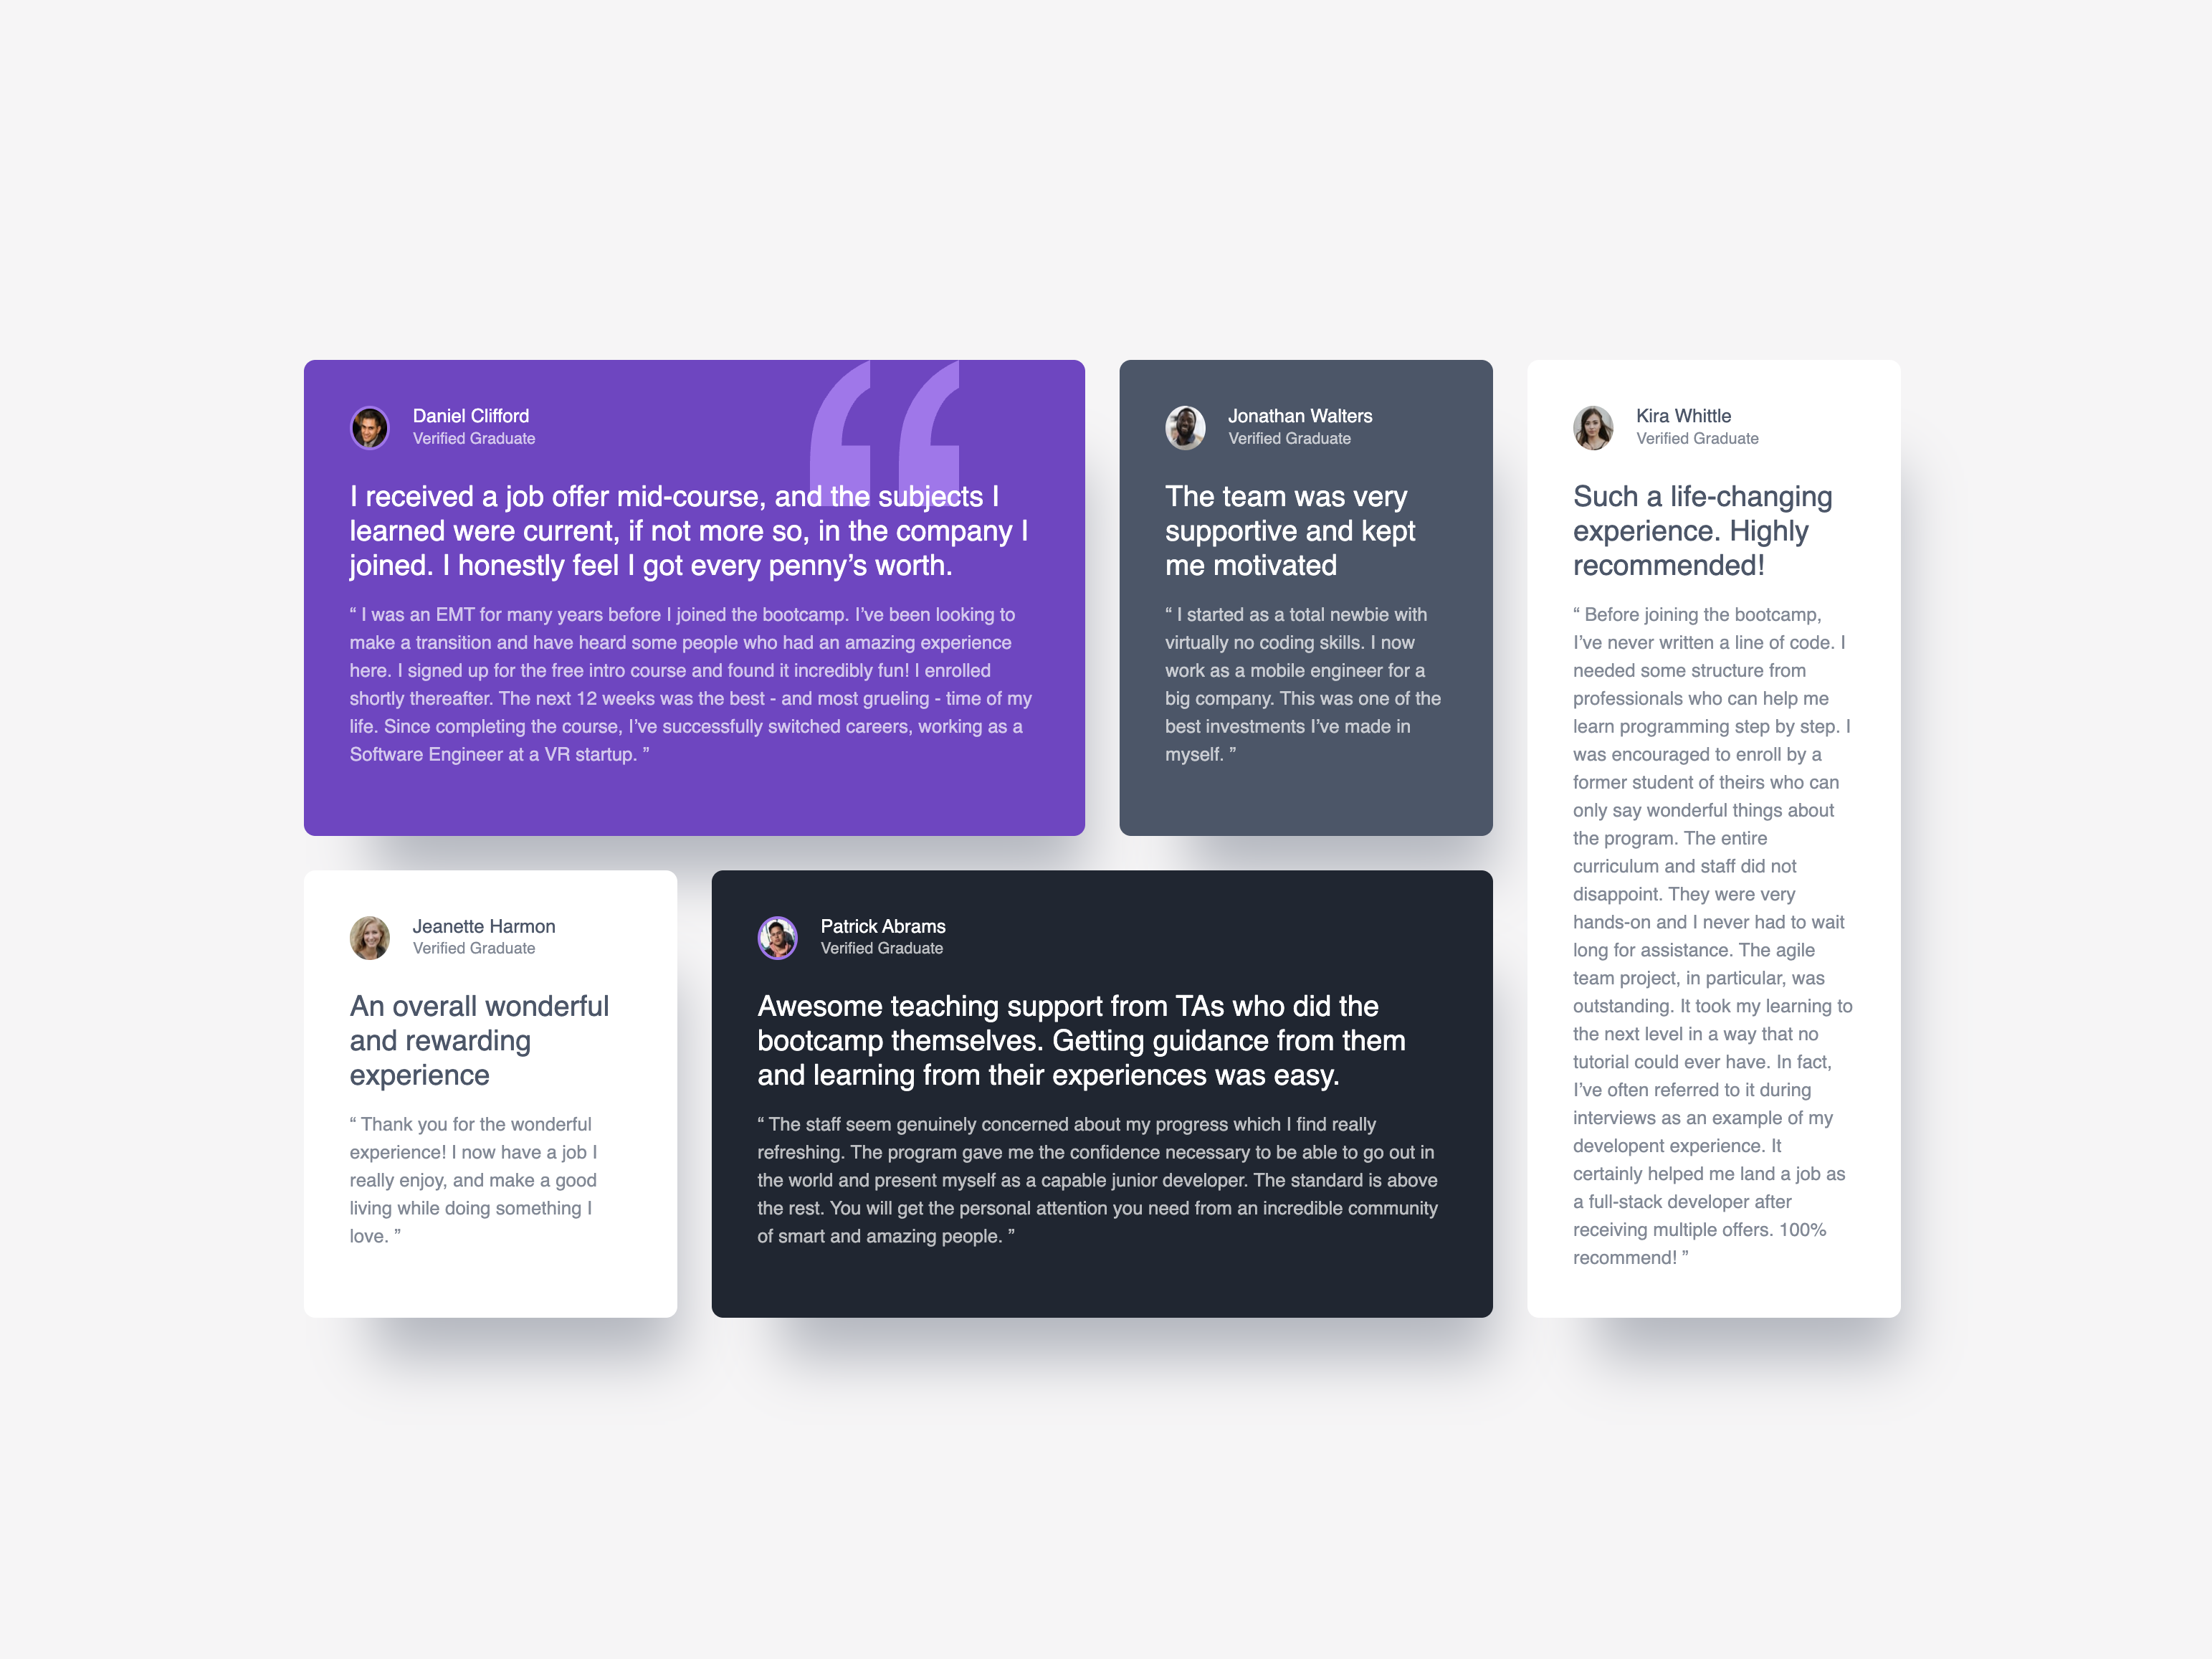 Daniel Clifford
Verified Graduate
I received a job offer mid-course, and the subjects I
learned were current, if not more so, in the company I
joined. I honestly feel I got every penny’s worth.
“ I was an EMT for many years before I joined the bootcamp. I’ve been looking to
make a transition and have heard some people who had an amazing experience
here. I signed up for the free intro course and found it incredibly fun! I enrolled
shortly thereafter. The next 12 weeks was the best - and most grueling - time of my
life. Since completing the course, I’ve successfully switched careers, working as a
Software Engineer at a VR startup. ”
Jonathan Walters
Verified Graduate
The team was very
supportive and kept
me motivated
“ I started as a total newbie with
virtually no coding skills. I now
work as a mobile engineer for a
big company. This was one of the
best investments I’ve made in
myself. ”
Kira Whittle
Verified Graduate
Such a life-changing
experience. Highly
recommended!
“ Before joining the bootcamp,
I’ve never written a line of code. I
needed some structure from
professionals who can help me
learn programming step by step. I
was encouraged to enroll by a
former student of theirs who can
only say wonderful things about
the program. The entire
curriculum and staff did not
disappoint. They were very
hands-on and I never had to wait
long for assistance. The agile
team project, in particular, was
outstanding. It took my learning to
the next level in a way that no
tutorial could ever have. In fact,
I’ve often referred to it during
interviews as an example of my
developent experience. It
certainly helped me land a job as
a full-stack developer after
receiving multiple offers. 100%
recommend! ”
Jeanette Harmon
Verified Graduate
An overall wonderful
and rewarding
experience
“ Thank you for the wonderful
experience! I now have a job I
really enjoy, and make a good
living while doing something I
love. ”
Patrick Abrams
Verified Graduate
Awesome teaching support from TAs who did the
bootcamp themselves. Getting guidance from them
and learning from their experiences was easy.
“ The staff seem genuinely concerned about my progress which I find really
refreshing. The program gave me the confidence necessary to be able to go out in
the world and present myself as a capable junior developer. The standard is above
the rest. You will get the personal attention you need from an incredible community
of smart and amazing people. ”